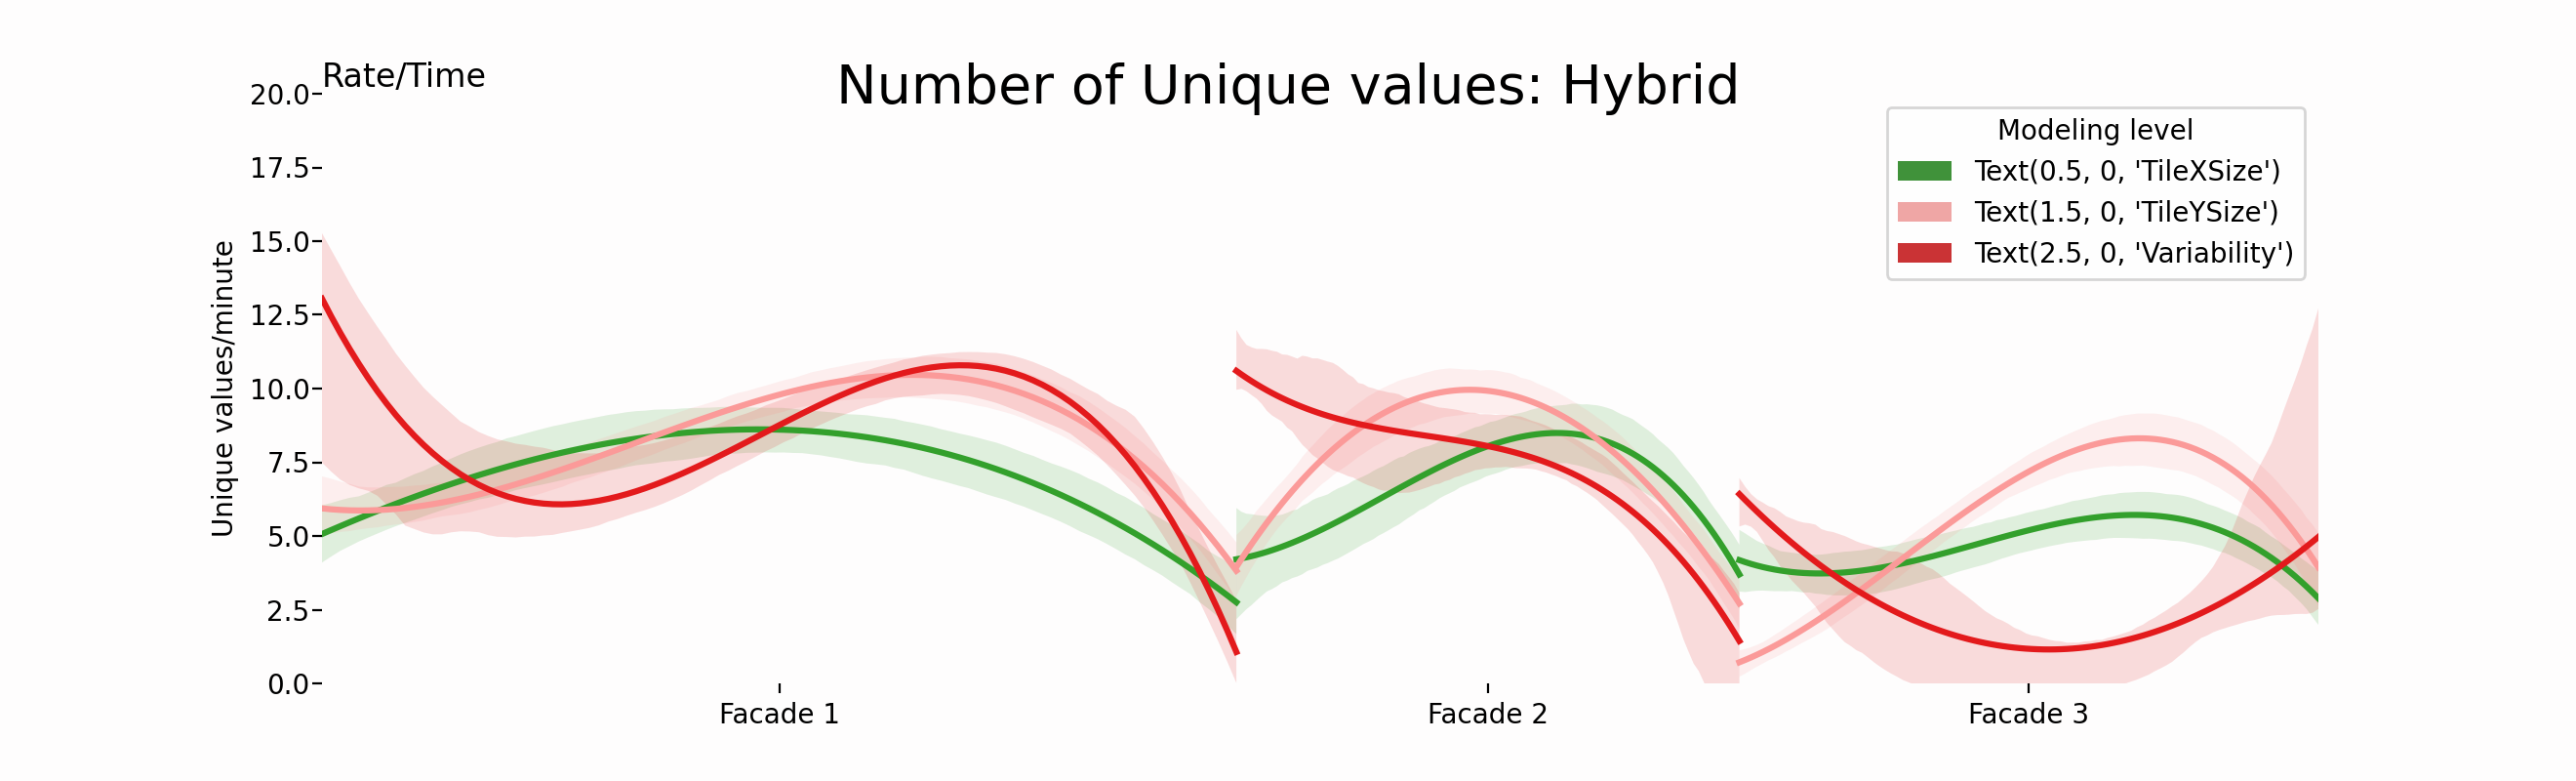 Rate/Time
Number of Unique values: Hybrid
20.0
17.5
15.0
12.5
10.0
7.5
5.0
2.5
0.0
Unique values/minute
Modeling level
Text(0.5, 0, 'TileXSize')
Text(1.5, 0, 'TileYSize')
Text(2.5, 0, 'Variability')
Facade 1
Facade 2
Facade 3